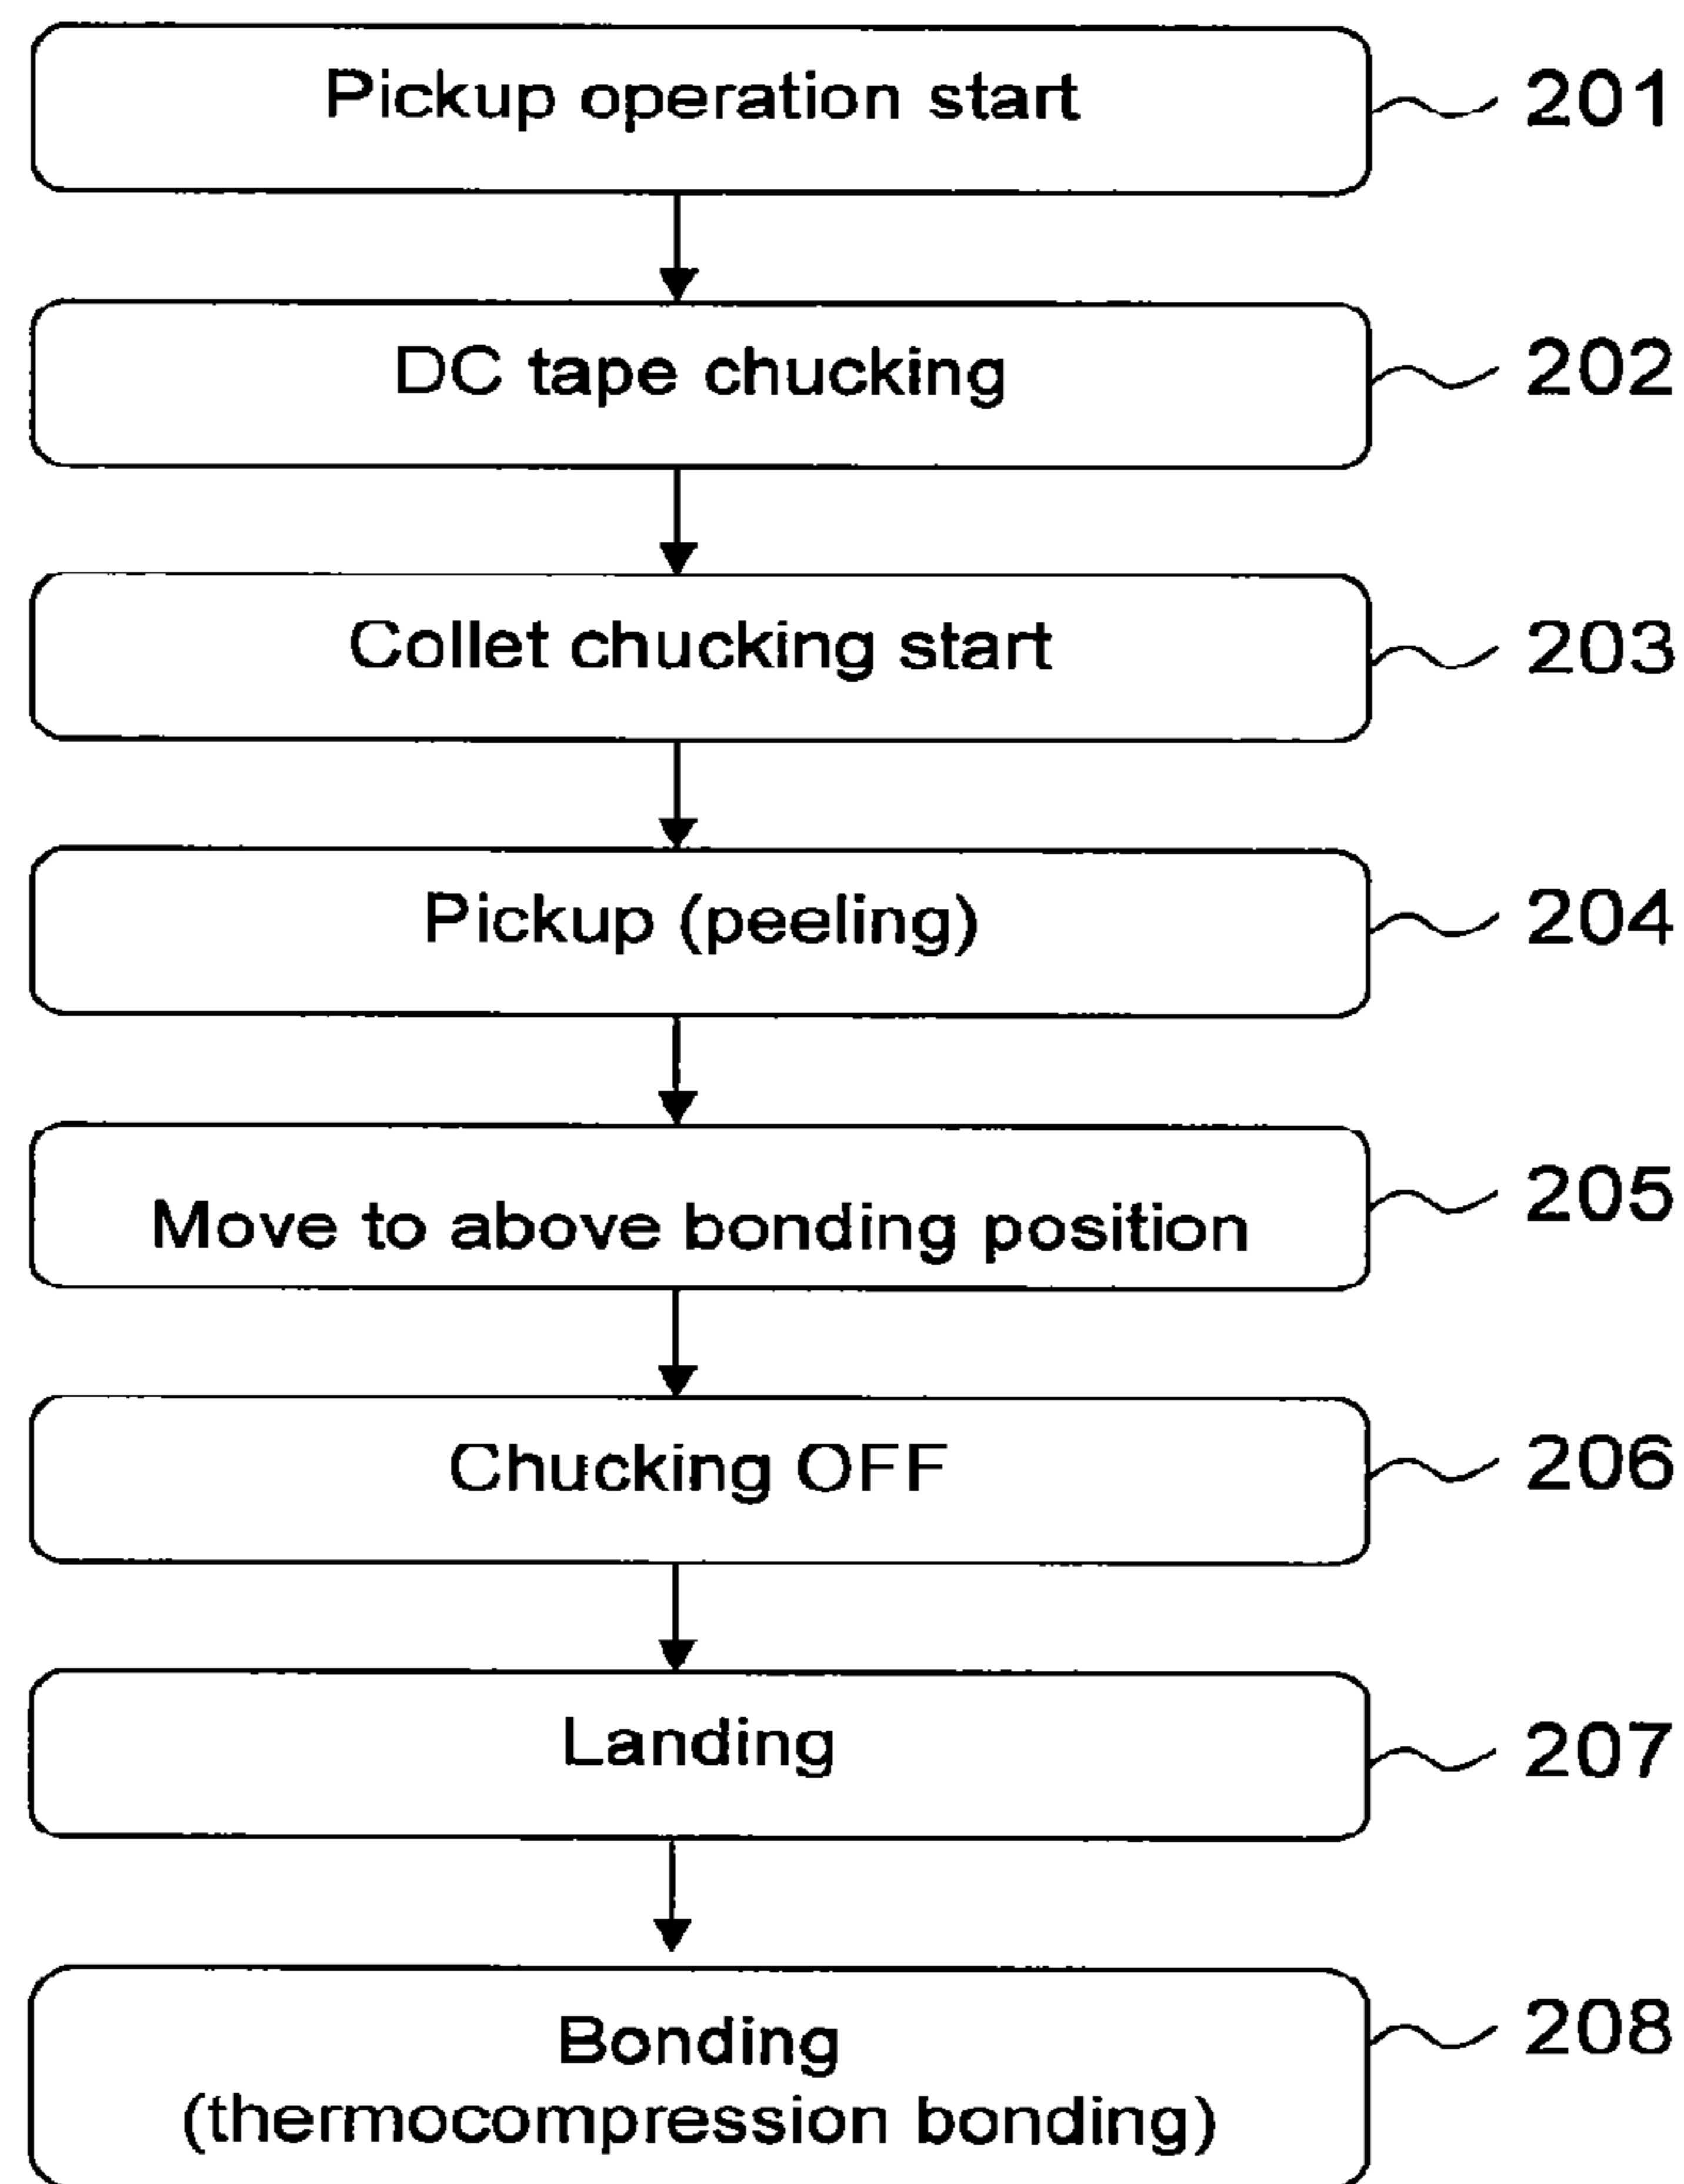 Pickup operation start 201
DC tape chucking 202
Collet chucking start 203
Pickup (peeling) 204
Move to above bonding position 205
Chucking OFF 206
Landing 207
Bonding 208
(thermocompression bonding)